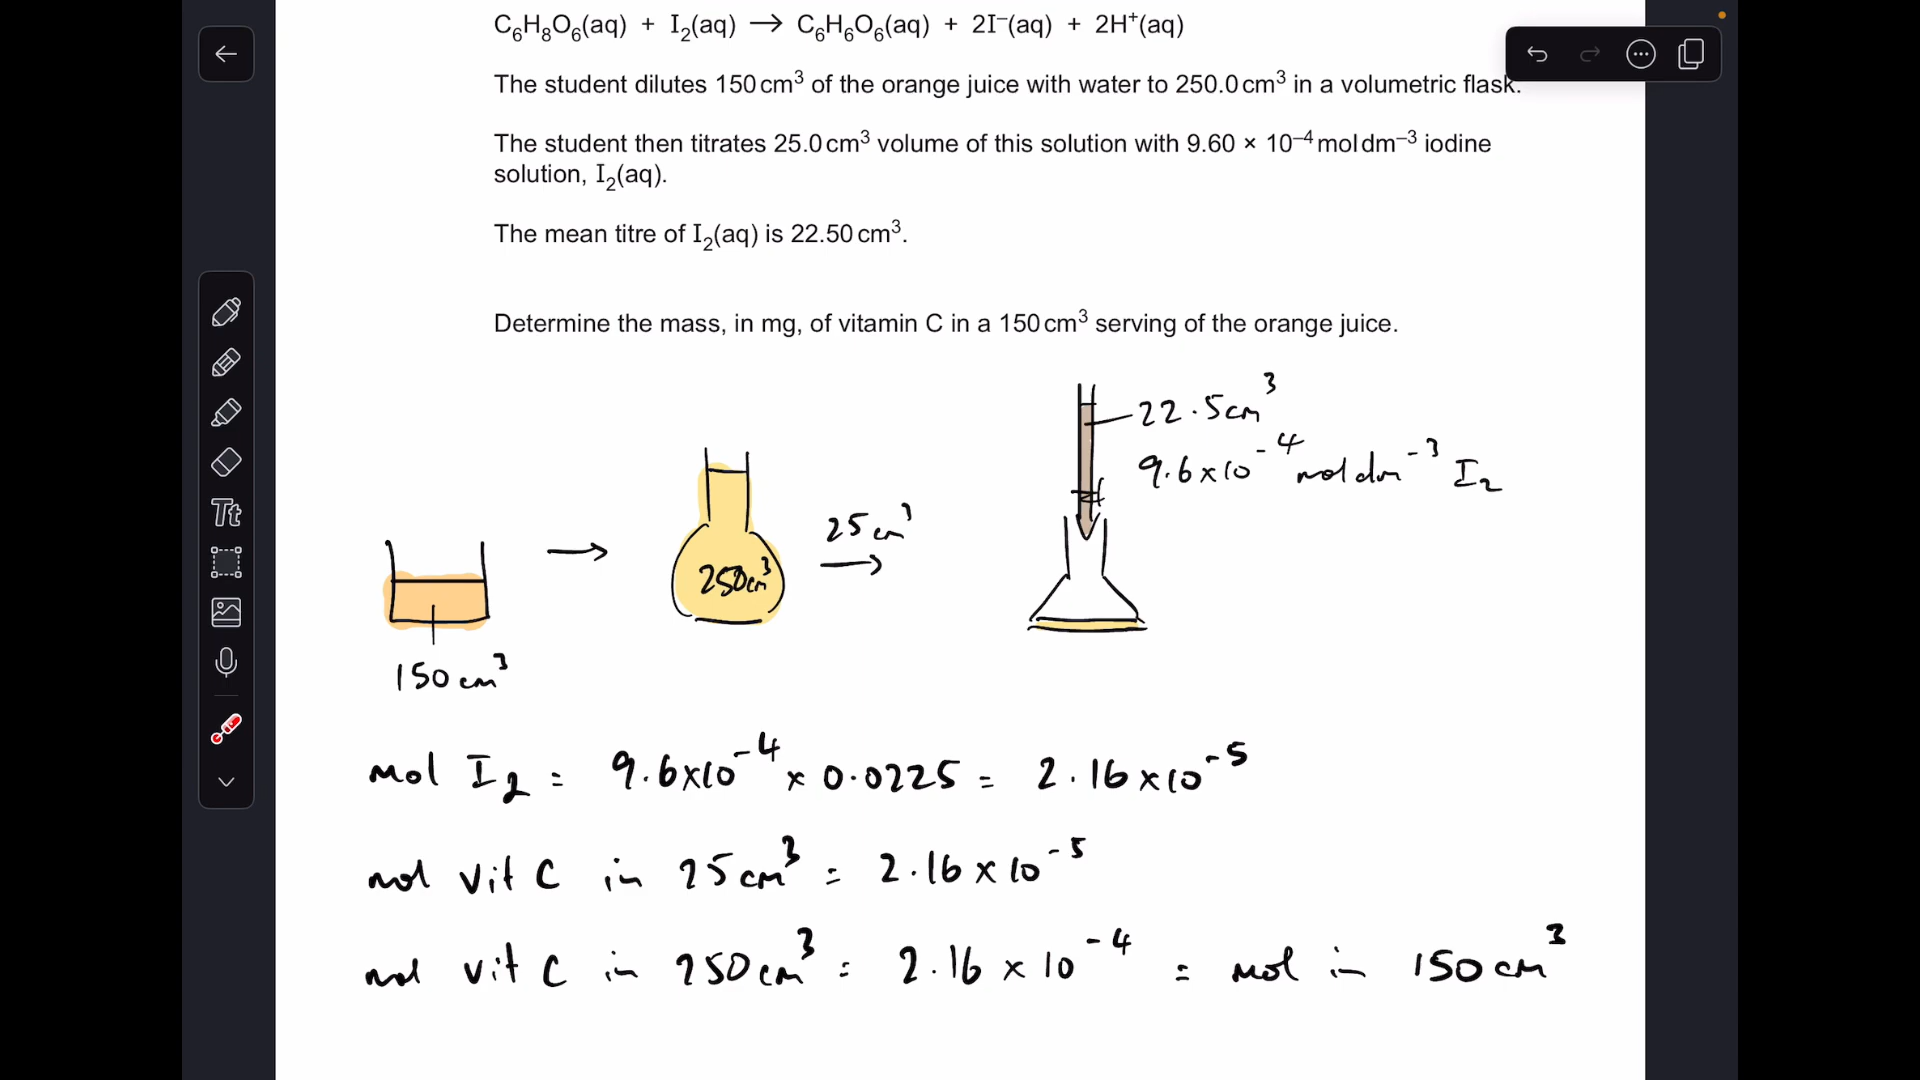 C₆H₈O₆(aq) + I₂(aq) → C₆H₆O₆(aq) + 2I⁻(aq) + 2H⁺(aq)
The student dilutes 150 cm³ of the orange juice with water to 250.0 cm³ in a volumetric flask.
The student then titrates 25.0 cm³ volume of this solution with 9.60 × 10⁻⁴ mol dm⁻³ iodine
solution, I₂(aq).
The mean titre of I₂(aq) is 22.50 cm³.
Determine the mass, in mg, of vitamin C in a 150 cm³ serving of the orange juice.
22.5cm³
9.6×10⁻⁴ mol dm⁻³ I₂
25cm³
250cm³
150cm³
mol I₂ = 9.6×10⁻⁴ × 0.0225 = 2.16×10⁻⁵
mol vit C in 25cm³ = 2.16×10⁻⁵
mol vit C in 250cm³ = 2.16×10⁻⁴ = mol in 150cm³
Tt